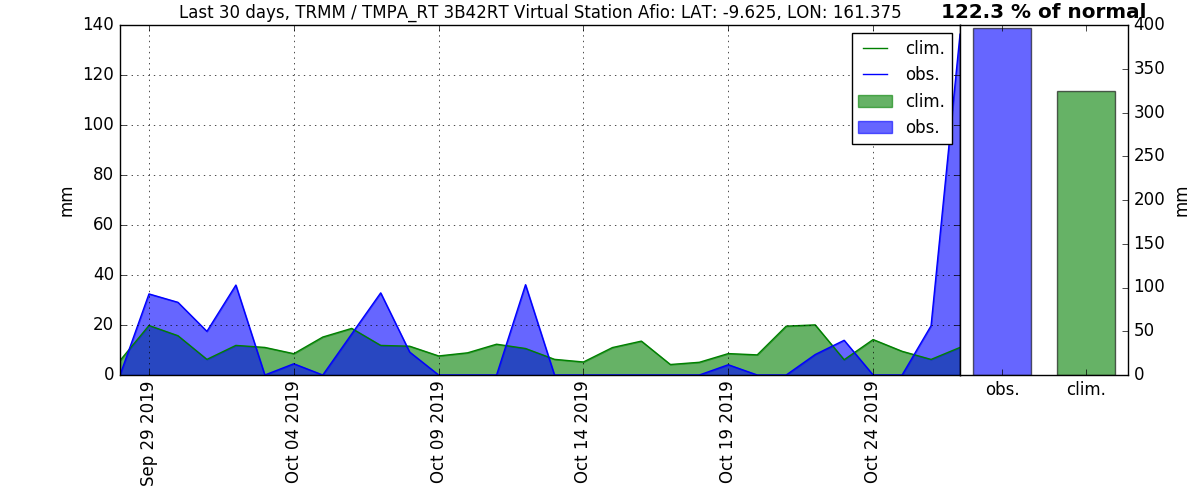 Last 30 days, TRMM / TMPA_RT 3B42RT Virtual Station Afio: LAT: -9.625, LON: 161.375
122.3 % of normal
140
120
100
80
60
40
20
0
mm
Sep 29 2019
Oct 04 2019
Oct 09 2019
Oct 14 2019
Oct 19 2019
Oct 24 2019
clim.
obs.
clim.
obs.
400
350
300
250
200
150
100
50
0
mm
obs.
clim.